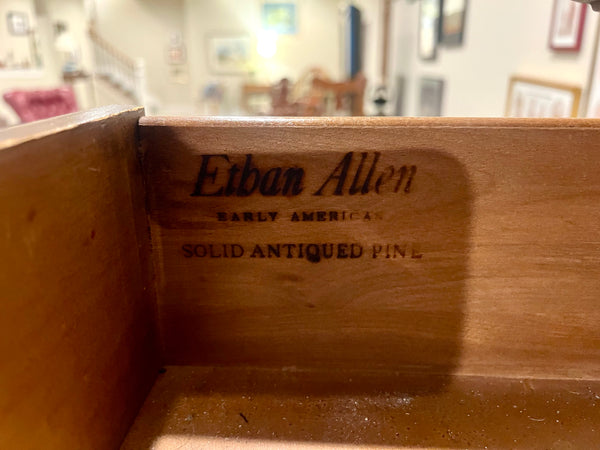 Ethan Allen
EARLY AMERICAN
SOLID ANTIQUED PINE